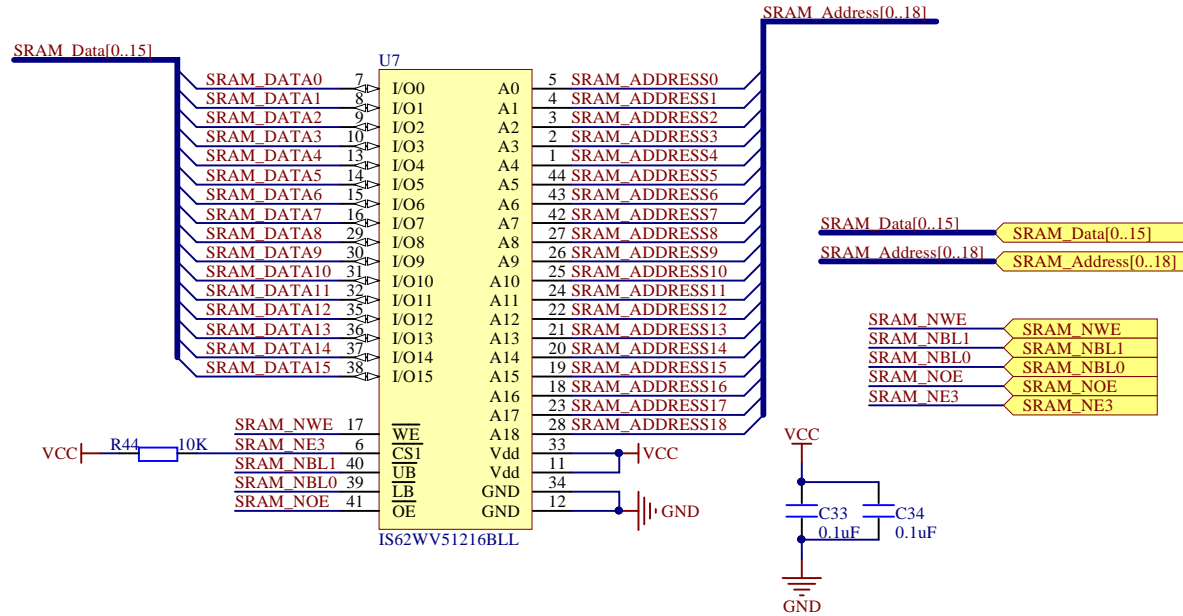 SRAM_Address[0..18]
SRAM_Data[0..15]
U7
SRAM_DATA0 7 I/O0 A0 5 SRAM_ADDRESS0
SRAM_DATA1 8 I/O1 A1 4 SRAM_ADDRESS1
SRAM_DATA2 9 I/O2 A2 3 SRAM_ADDRESS2
SRAM_DATA3 10 I/O3 A3 2 SRAM_ADDRESS3
SRAM_DATA4 13 I/O4 A4 1 SRAM_ADDRESS4
SRAM_DATA5 14 I/O5 A5 44 SRAM_ADDRESS5
SRAM_DATA6 15 I/O6 A6 43 SRAM_ADDRESS6
SRAM_DATA7 16 I/O7 A7 42 SRAM_ADDRESS7
SRAM_DATA8 29 I/O8 A8 27 SRAM_ADDRESS8
SRAM_DATA9 30 I/O9 A9 26 SRAM_ADDRESS9
SRAM_DATA10 31 I/O10 A10 25 SRAM_ADDRESS10
SRAM_DATA11 32 I/O11 A11 24 SRAM_ADDRESS11
SRAM_DATA12 35 I/O12 A12 22 SRAM_ADDRESS12
SRAM_DATA13 36 I/O13 A13 21 SRAM_ADDRESS13
SRAM_DATA14 37 I/O14 A14 20 SRAM_ADDRESS14
SRAM_DATA15 38 I/O15 A15 19 SRAM_ADDRESS15
A16 18 SRAM_ADDRESS16
A17 23 SRAM_ADDRESS17
SRAM_NWE 17 WE A18 28 SRAM_ADDRESS18
VCC R44 10K SRAM_NE3 6 CS1 Vdd 33 VCC
SRAM_NBL1 40 UB Vdd 11
SRAM_NBL0 39 LB GND 34
SRAM_NOE 41 OE GND 12 GND
IS62WV51216BLL
SRAM_Data[0..15] SRAM_Data[0..15]
SRAM_Address[0..18] SRAM_Address[0..18]
SRAM_NWE SRAM_NWE
SRAM_NBL1 SRAM_NBL1
SRAM_NBL0 SRAM_NBL0
SRAM_NOE SRAM_NOE
SRAM_NE3 SRAM_NE3
VCC
C33 C34
0.1uF 0.1uF
GND